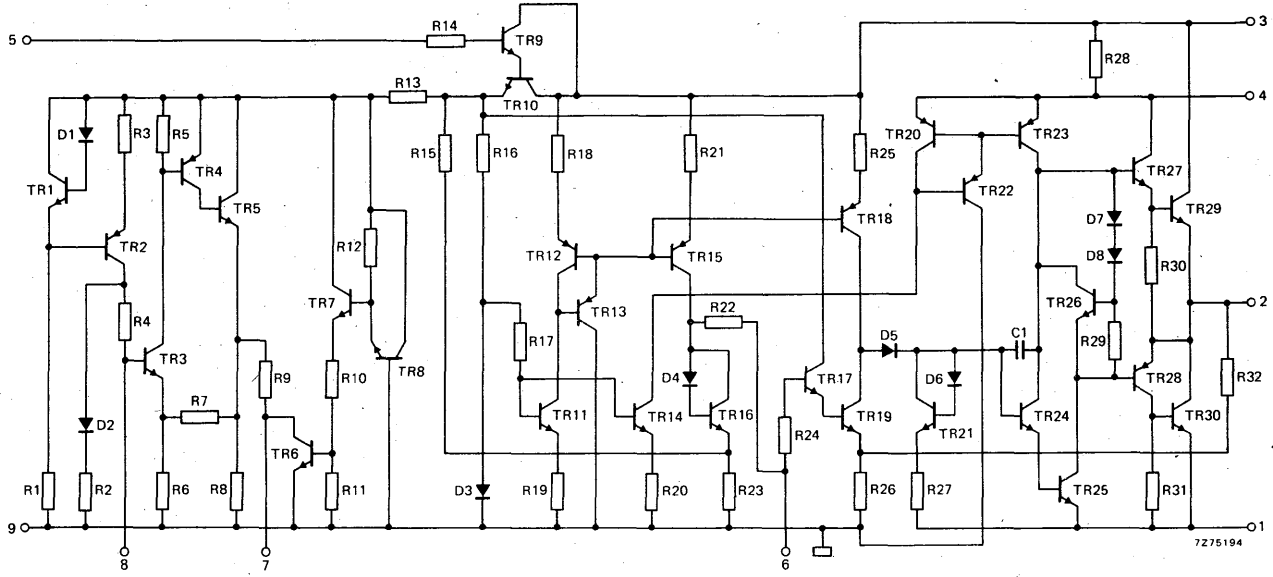 R14
TR9
3
5
R28
R13
TR10
4
D1
R3
R5
TR20
TR23
R15
R16
R18
R21
R25
TR4
TR27
TR1
TR5
TR22
TR29
TR18
D7
TR2
R12
TR12
TR15
D8
R30
TR7
TR13
R22
TR26
2
R4
R17
D5
C1
R29
TR3
TR8
R9
R10
D4
TR17
D6
TR28
R32
R7
TR11
TR14
TR16
TR19
TR24
TR30
D2
R24
TR21
TR6
R1
R2
R6
R8
R11
D3
R19
R20
R23
R26
R27
TR25
R31
9
1
7Z75194
8
7
6